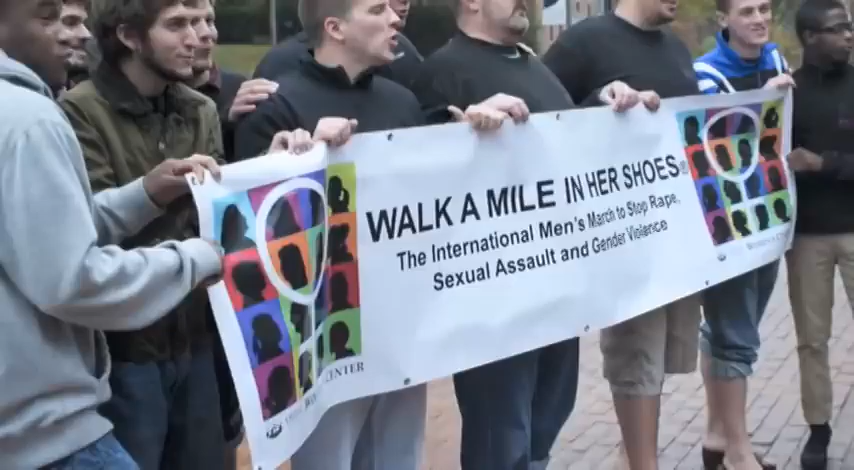 WALK A MILE IN HER SHOES®
The International Men's March to Stop Rape,
Sexual Assault and Gender Violence
CENTER